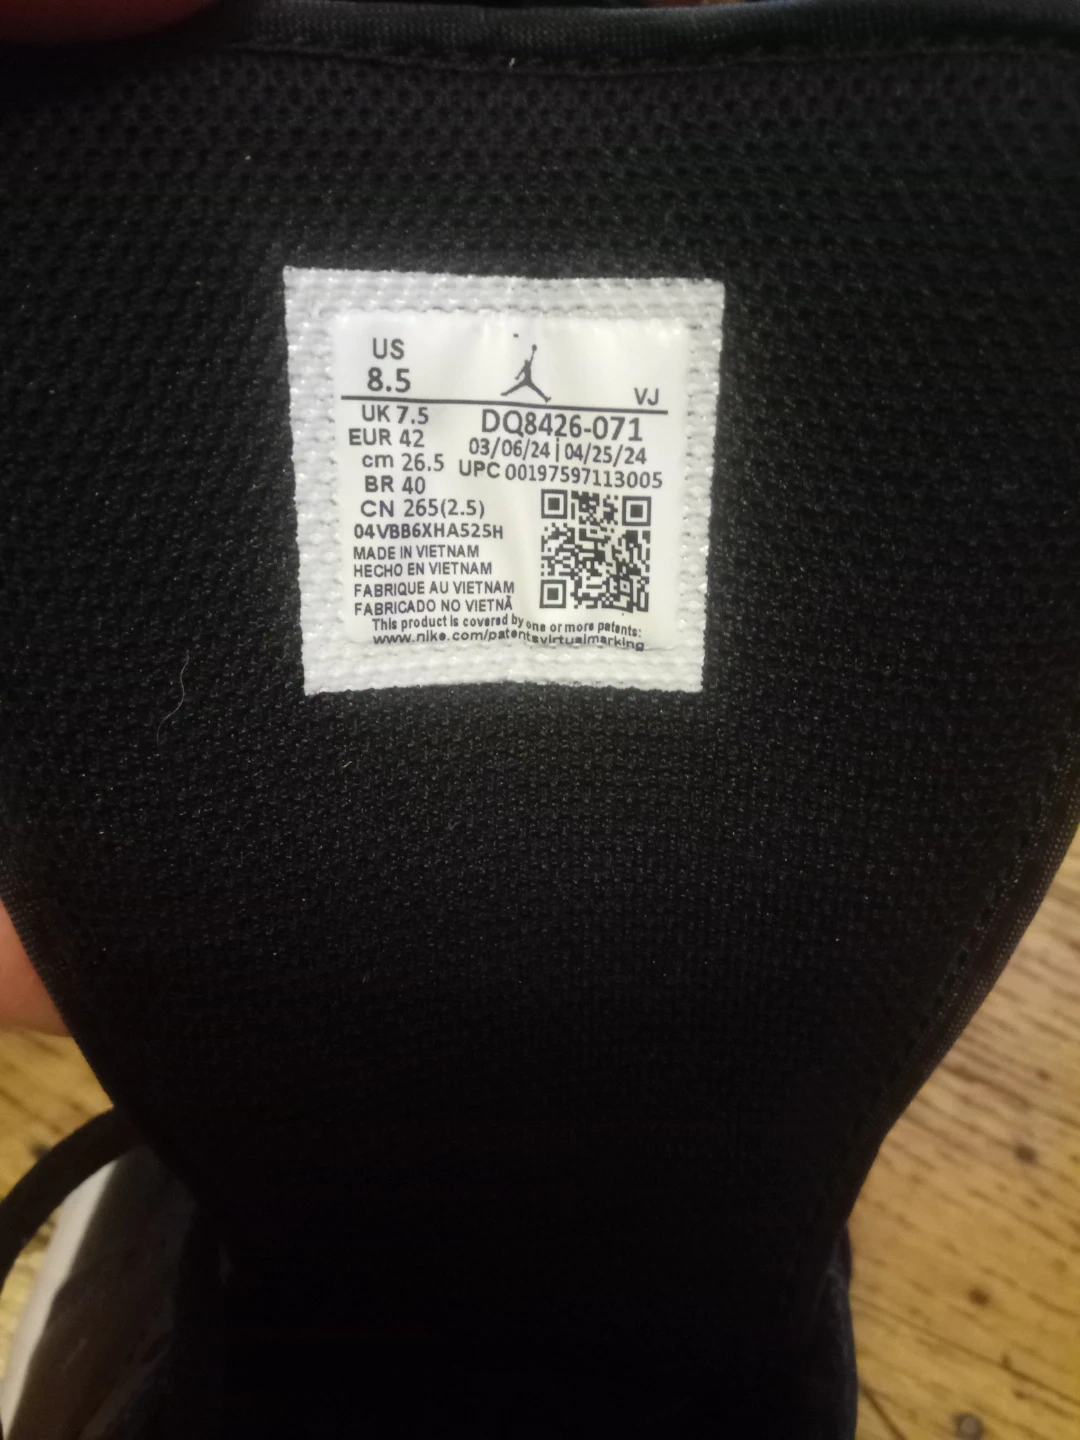 US
8.5
VJ
UK 7.5
DQ8426-071
EUR 42
03/06/24 | 04/25/24
cm 26.5
UPC 00197597113005
BR 40
CN 265(2.5)
04VBB6XHA525H
MADE IN VIETNAM
HECHO EN VIETNAM
FABRIQUE AU VIETNAM
FABRICADO NO VIETNÃ
This product is covered by one or more patents:
www.nike.com/patentsvirtualmarking